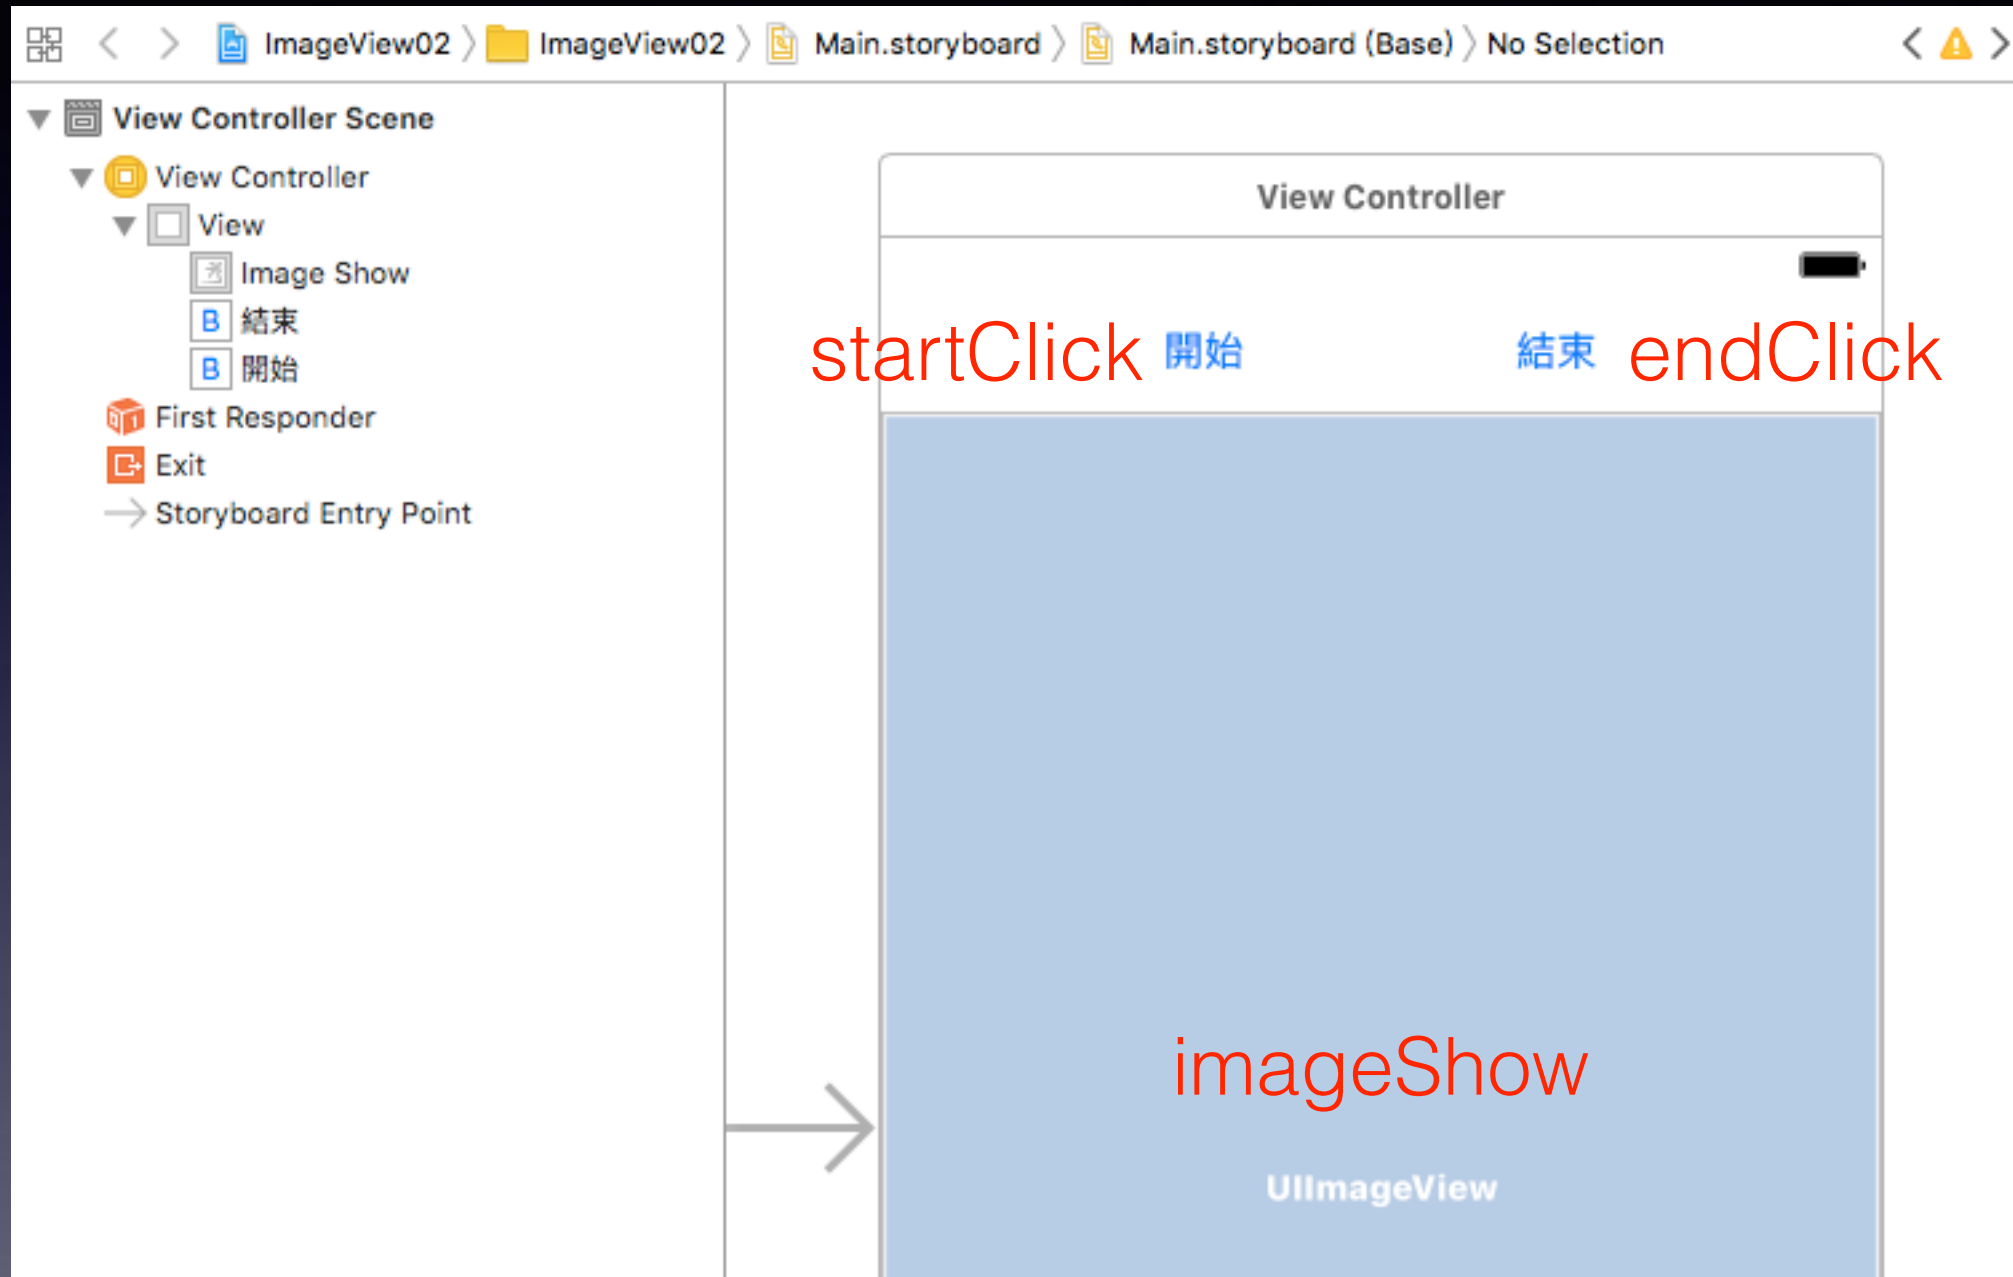 ImageView02 ImageView02 Main.storyboard Main.storyboard (Base) No Selection
View Controller Scene
View Controller
View
Image Show
B 結束
B 開始
First Responder
Exit
Storyboard Entry Point
View Controller
startClick 開始 結束 endClick
imageShow
UIImageView